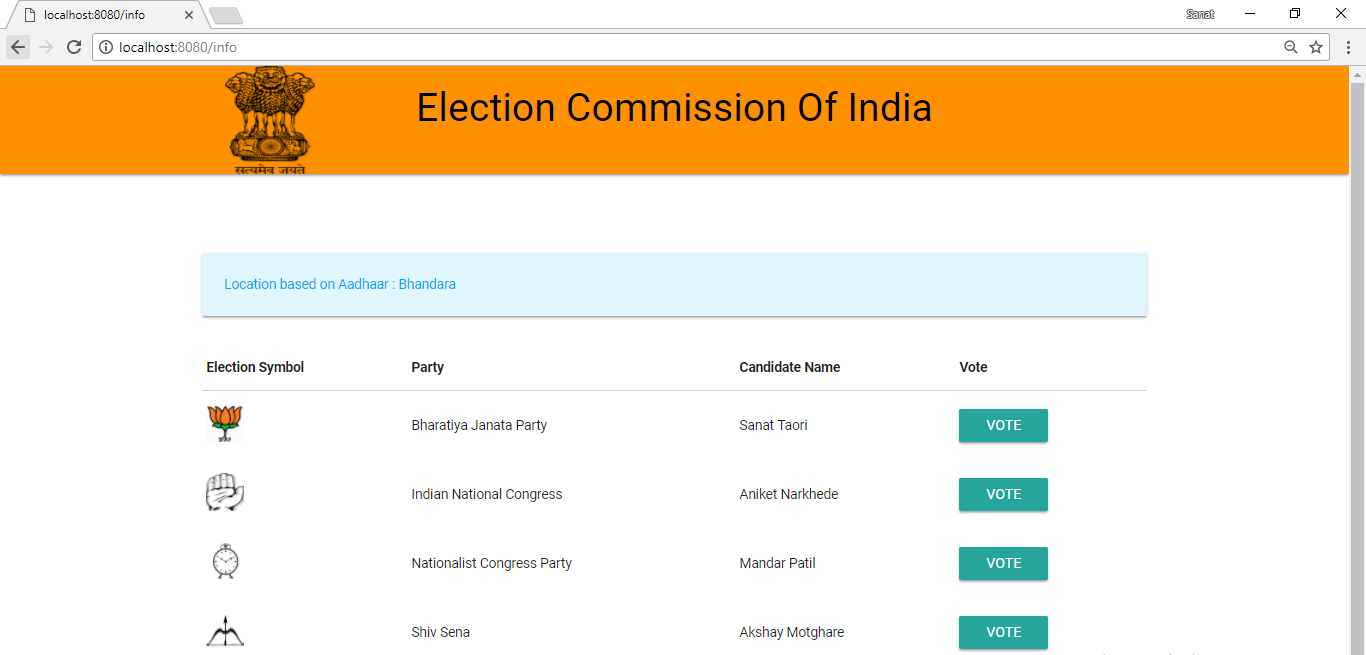 localhost:8080/info
Sanat
localhost:8080/info
Election Commission Of India
सत्यमेव जयते
Location based on Aadhaar : Bhandara
Election Symbol Party Candidate Name Vote
Bharatiya Janata Party Sanat Taori VOTE
Indian National Congress Aniket Narkhede VOTE
Nationalist Congress Party Mandar Patil VOTE
Shiv Sena Akshay Motghare VOTE